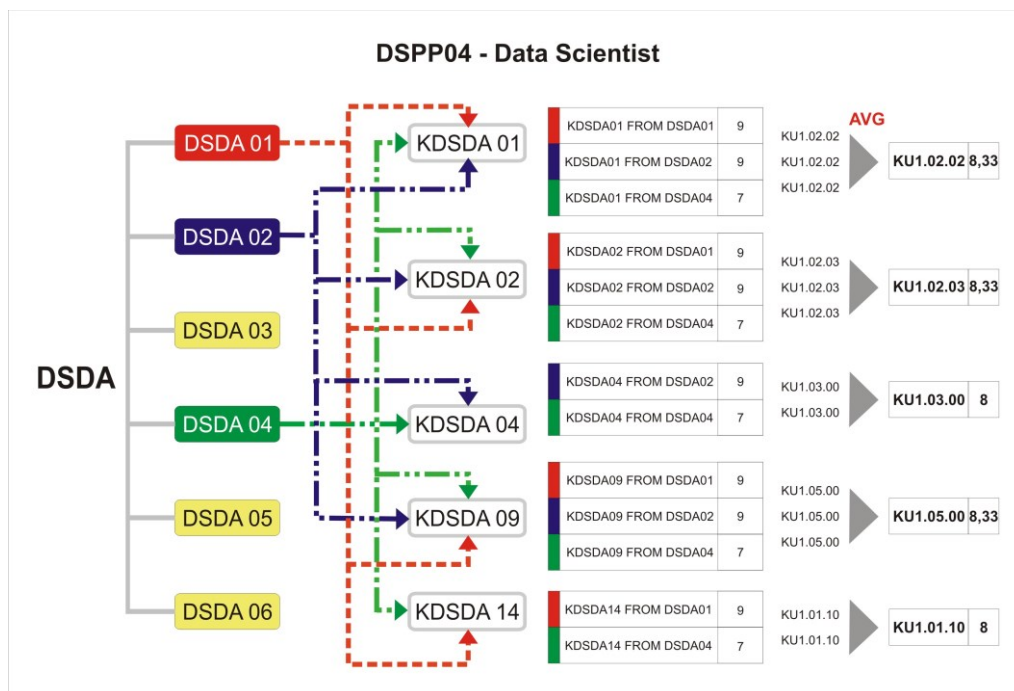 DSPP04 - Data Scientist
DSDA
DSDA 01
DSDA 02
DSDA 03
DSDA 04
DSDA 05
DSDA 06
KDSDA 01
KDSDA 02
KDSDA 04
KDSDA 09
KDSDA 14
KDSDA01 FROM DSDA01 9
KDSDA01 FROM DSDA02 9
KDSDA01 FROM DSDA04 7
KDSDA02 FROM DSDA01 9
KDSDA02 FROM DSDA02 9
KDSDA02 FROM DSDA04 7
KDSDA04 FROM DSDA02 9
KDSDA04 FROM DSDA04 7
KDSDA09 FROM DSDA01 9
KDSDA09 FROM DSDA02 9
KDSDA09 FROM DSDA04 7
KDSDA14 FROM DSDA01 9
KDSDA14 FROM DSDA04 7
KU1.02.02
KU1.02.02
KU1.02.02
KU1.02.03
KU1.02.03
KU1.02.03
KU1.03.00
KU1.03.00
KU1.05.00
KU1.05.00
KU1.05.00
KU1.01.10
KU1.01.10
AVG
KU1.02.02 8,33
KU1.02.03 8,33
KU1.03.00 8
KU1.05.00 8,33
KU1.01.10 8